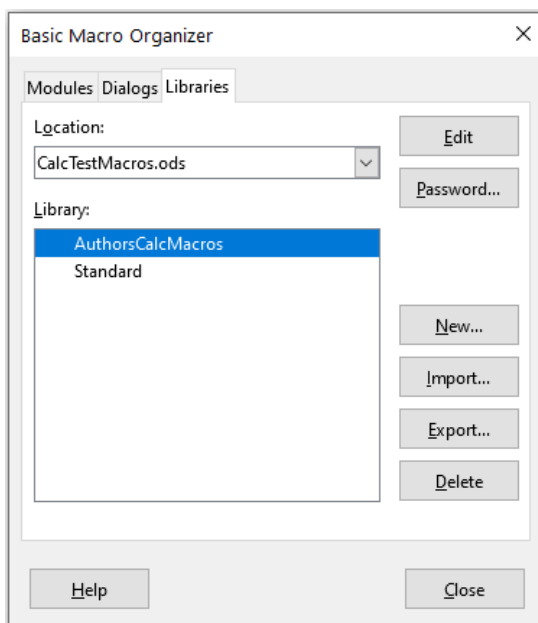 Basic Macro Organizer
Modules Dialogs Libraries
Location:
CalcTestMacros.ods
Edit
Password...
Library:
AuthorsCalcMacros
Standard
New...
Import...
Export...
Delete
Help
Close